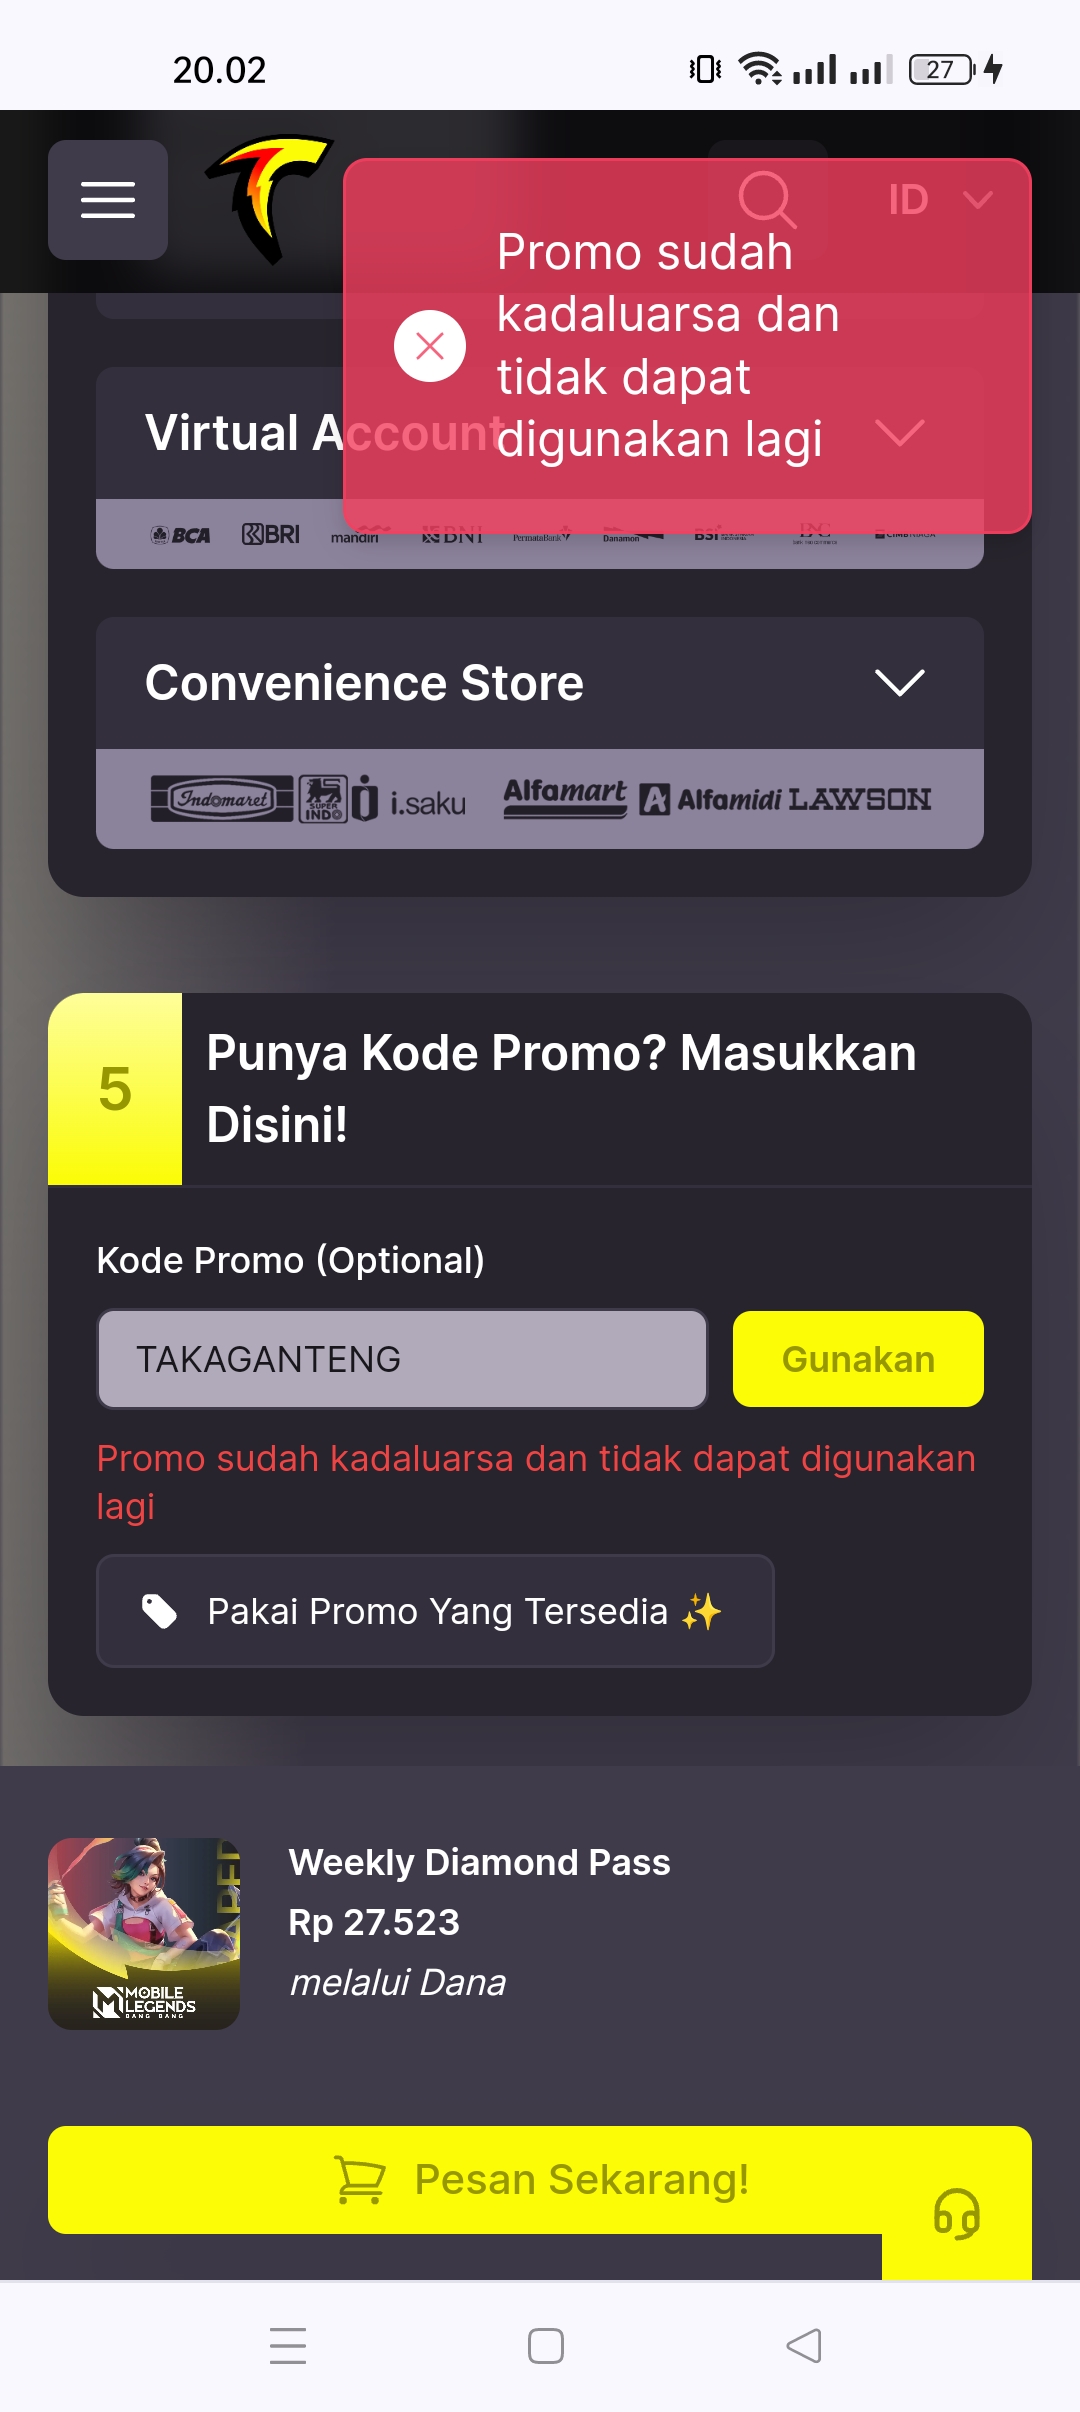 20.02
27
ID
Promo sudah
kadaluarsa dan
tidak dapat
digunakan lagi
Virtual Account
BCA BRI mandiri BNI PermataBank Danamon BSI CIMB NIAGA
Convenience Store
Indomaret SUPER INDO i.saku Alfamart Alfamidi LAWSON
5
Punya Kode Promo? Masukkan
Disini!
Kode Promo (Optional)
TAKAGANTENG
Gunakan
Promo sudah kadaluarsa dan tidak dapat digunakan
lagi
Pakai Promo Yang Tersedia ✨
Weekly Diamond Pass
Rp 27.523
melalui Dana
MOBILE
LEGENDS
BANG BANG
Pesan Sekarang!